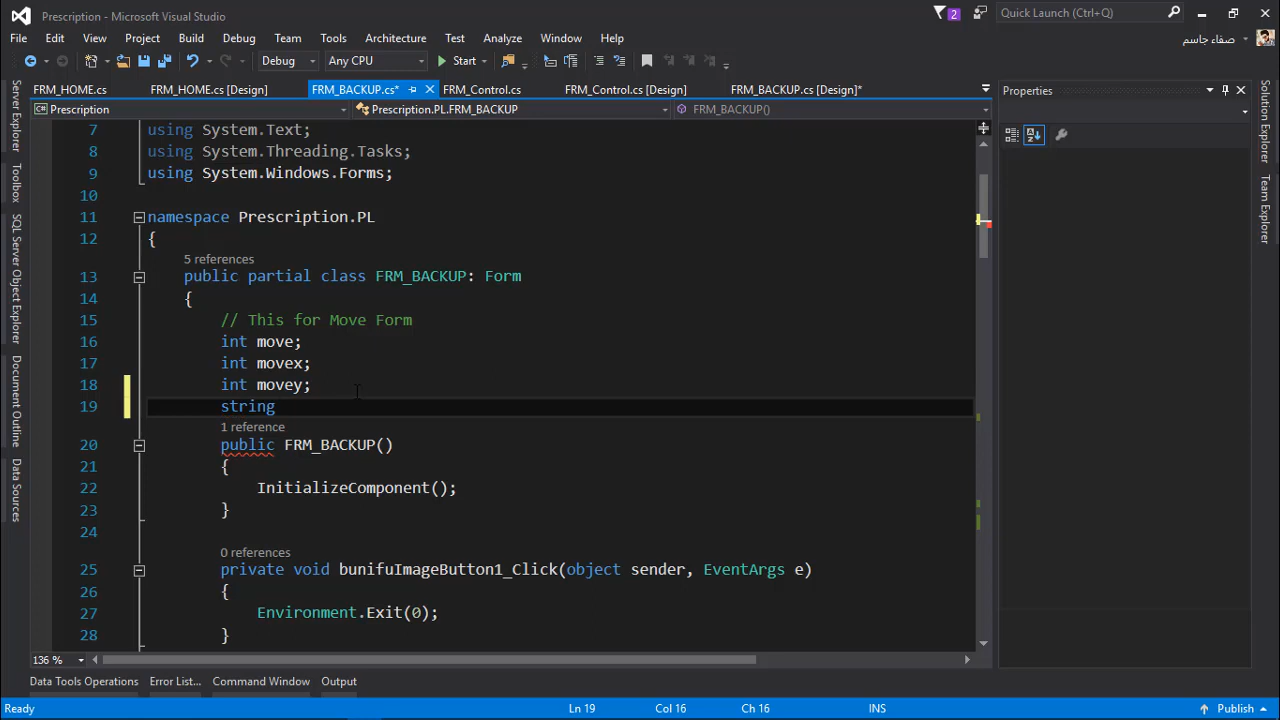 Prescription - Microsoft Visual Studio
2
Quick Launch (Ctrl+Q)
File Edit View Project Build Debug Team Tools Architecture Test Analyze Window Help
صفاء جاسم
Debug Any CPU Start
FRM_HOME.cs FRM_HOME.cs [Design] FRM_BACKUP.cs* FRM_Control.cs FRM_Control.cs [Design] FRM_BACKUP.cs [Design]*
Prescription Prescription.PL.FRM_BACKUP FRM_BACKUP()
7 using System.Text;
8 using System.Threading.Tasks;
9 using System.Windows.Forms;
10
11 namespace Prescription.PL
12 {
5 references
13 public partial class FRM_BACKUP: Form
14 {
15 // This for Move Form
16 int move;
17 int movex;
18 int movey;
19 string
1 reference
20 public FRM_BACKUP()
21 {
22 InitializeComponent();
23 }
24
0 references
25 private void bunifuImageButton1_Click(object sender, EventArgs e)
26 {
27 Environment.Exit(0);
28 }
136 %
Server Explorer
Toolbox
SQL Server Object Explorer
Document Outline
Data Sources
Properties
Solution Explorer
Team Explorer
Data Tools Operations Error List... Command Window Output
Ready Ln 19 Col 16 Ch 16 INS Publish